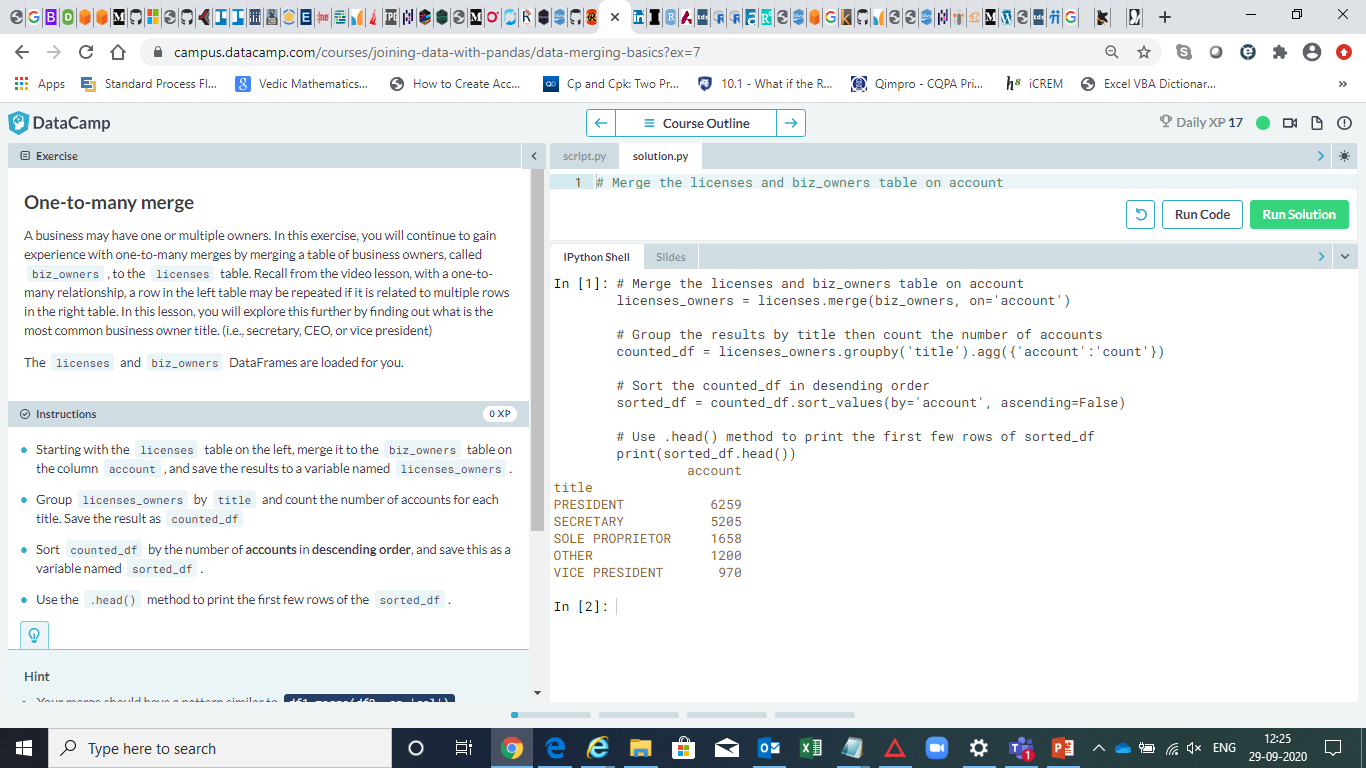 campus.datacamp.com/courses/joining-data-with-pandas/data-merging-basics?ex=7
Apps
Standard Process Fl...
Vedic Mathematics...
How to Create Acc...
Cp and Cpk: Two Pr...
10.1 - What if the R...
Qimpro - CQPA Pri...
iCREM
Excel VBA Dictionar...
»
DataCamp
Course Outline
Daily XP 17
Exercise
One-to-many merge
A business may have one or multiple owners. In this exercise, you will continue to gain
experience with one-to-many merges by merging a table of business owners, called
biz_owners , to the licenses table. Recall from the video lesson, with a one-to-
many relationship, a row in the left table may be repeated if it is related to multiple rows
in the right table. In this lesson, you will explore this further by finding out what is the
most common business owner title. (i.e., secretary, CEO, or vice president)
The licenses and biz_owners DataFrames are loaded for you.
Instructions
0 XP
• Starting with the licenses table on the left, merge it to the biz_owners table on
the column account , and save the results to a variable named licenses_owners .
• Group licenses_owners by title and count the number of accounts for each
title. Save the result as counted_df
• Sort counted_df by the number of accounts in descending order, and save this as a
variable named sorted_df .
• Use the .head() method to print the first few rows of the sorted_df .
Hint
script.py
solution.py
1 # Merge the licenses and biz_owners table on account
Run Code
Run Solution
IPython Shell
Slides
In [1]: # Merge the licenses and biz_owners table on account
licenses_owners = licenses.merge(biz_owners, on='account')
# Group the results by title then count the number of accounts
counted_df = licenses_owners.groupby('title').agg({'account':'count'})
# Sort the counted_df in desending order
sorted_df = counted_df.sort_values(by='account', ascending=False)
# Use .head() method to print the first few rows of sorted_df
print(sorted_df.head())
account
title
PRESIDENT 6259
SECRETARY 5205
SOLE PROPRIETOR 1658
OTHER 1200
VICE PRESIDENT 970
In [2]:
Type here to search
ENG
12:25
29-09-2020